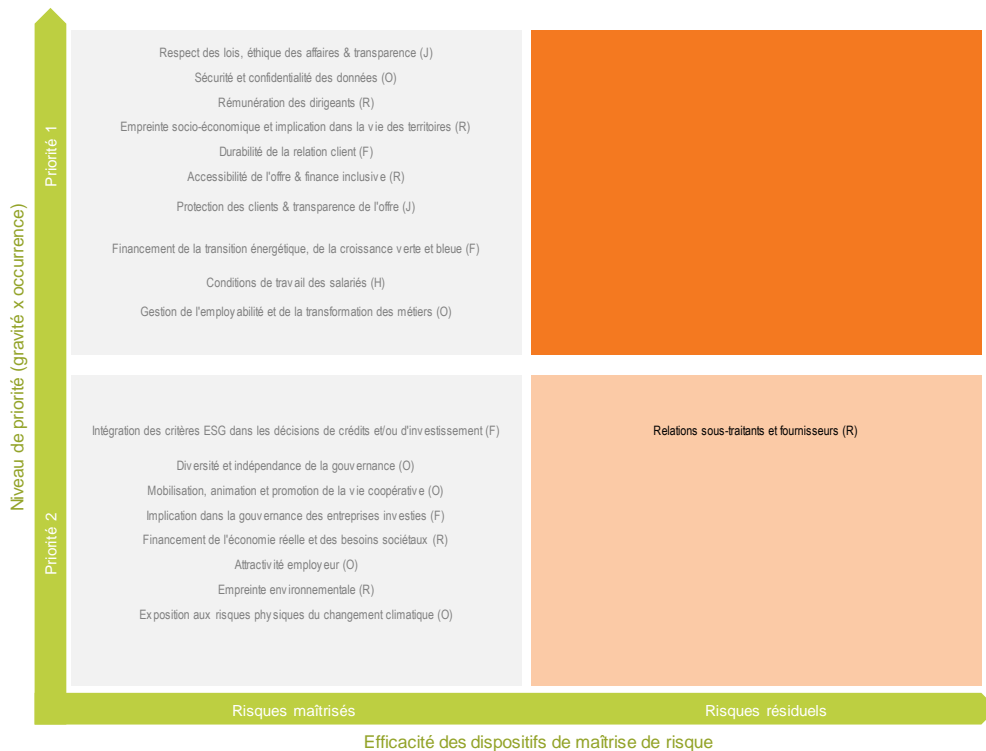 Niveau de priorité (gravité x occurrence)
Priorité 1
Respect des lois, éthique des affaires & transparence (J)
Sécurité et confidentialité des données (O)
Rémunération des dirigeants (R)
Empreinte socio-économique et implication dans la vie des territoires (R)
Durabilité de la relation client (F)
Accessibilité de l'offre & finance inclusive (R)
Protection des clients & transparence de l'offre (J)
Financement de la transition énergétique, de la croissance verte et bleue (F)
Conditions de travail des salariés (H)
Gestion de l'employabilité et de la transformation des métiers (O)
Priorité 2
Intégration des critères ESG dans les décisions de crédits et/ou d'investissement (F)
Diversité et indépendance de la gouvernance (O)
Mobilisation, animation et promotion de la vie coopérative (O)
Implication dans la gouvernance des entreprises investies (F)
Financement de l'économie réelle et des besoins sociétaux (R)
Attractivité employeur (O)
Empreinte environnementale (R)
Exposition aux risques physiques du changement climatique (O)
Relations sous-traitants et fournisseurs (R)
Risques maîtrisés
Risques résiduels
Efficacité des dispositifs de maîtrise de risque